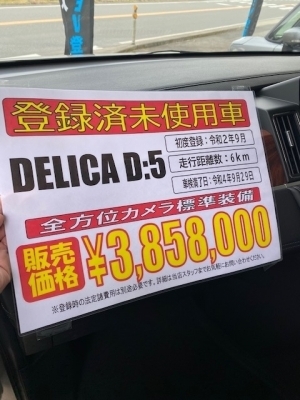 登録済未使用車
DELICA D:5
初度登録：令和2年9月
走行距離数：6km
車検満了日：令和4年9月29日
全方位カメラ標準装備
販売価格
¥3,858,000
※登録時の法定諸費用は別途必要です。詳細は当店スタッフまでお気軽にお問い合わせください。